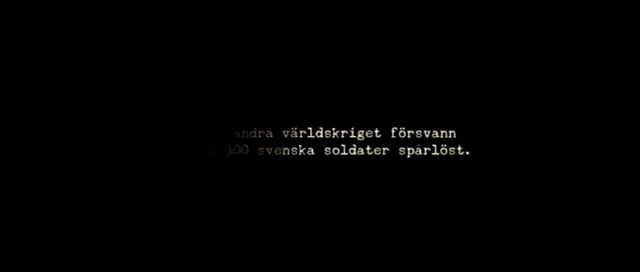 andra världskriget försvann
svenska soldater spårlöst.